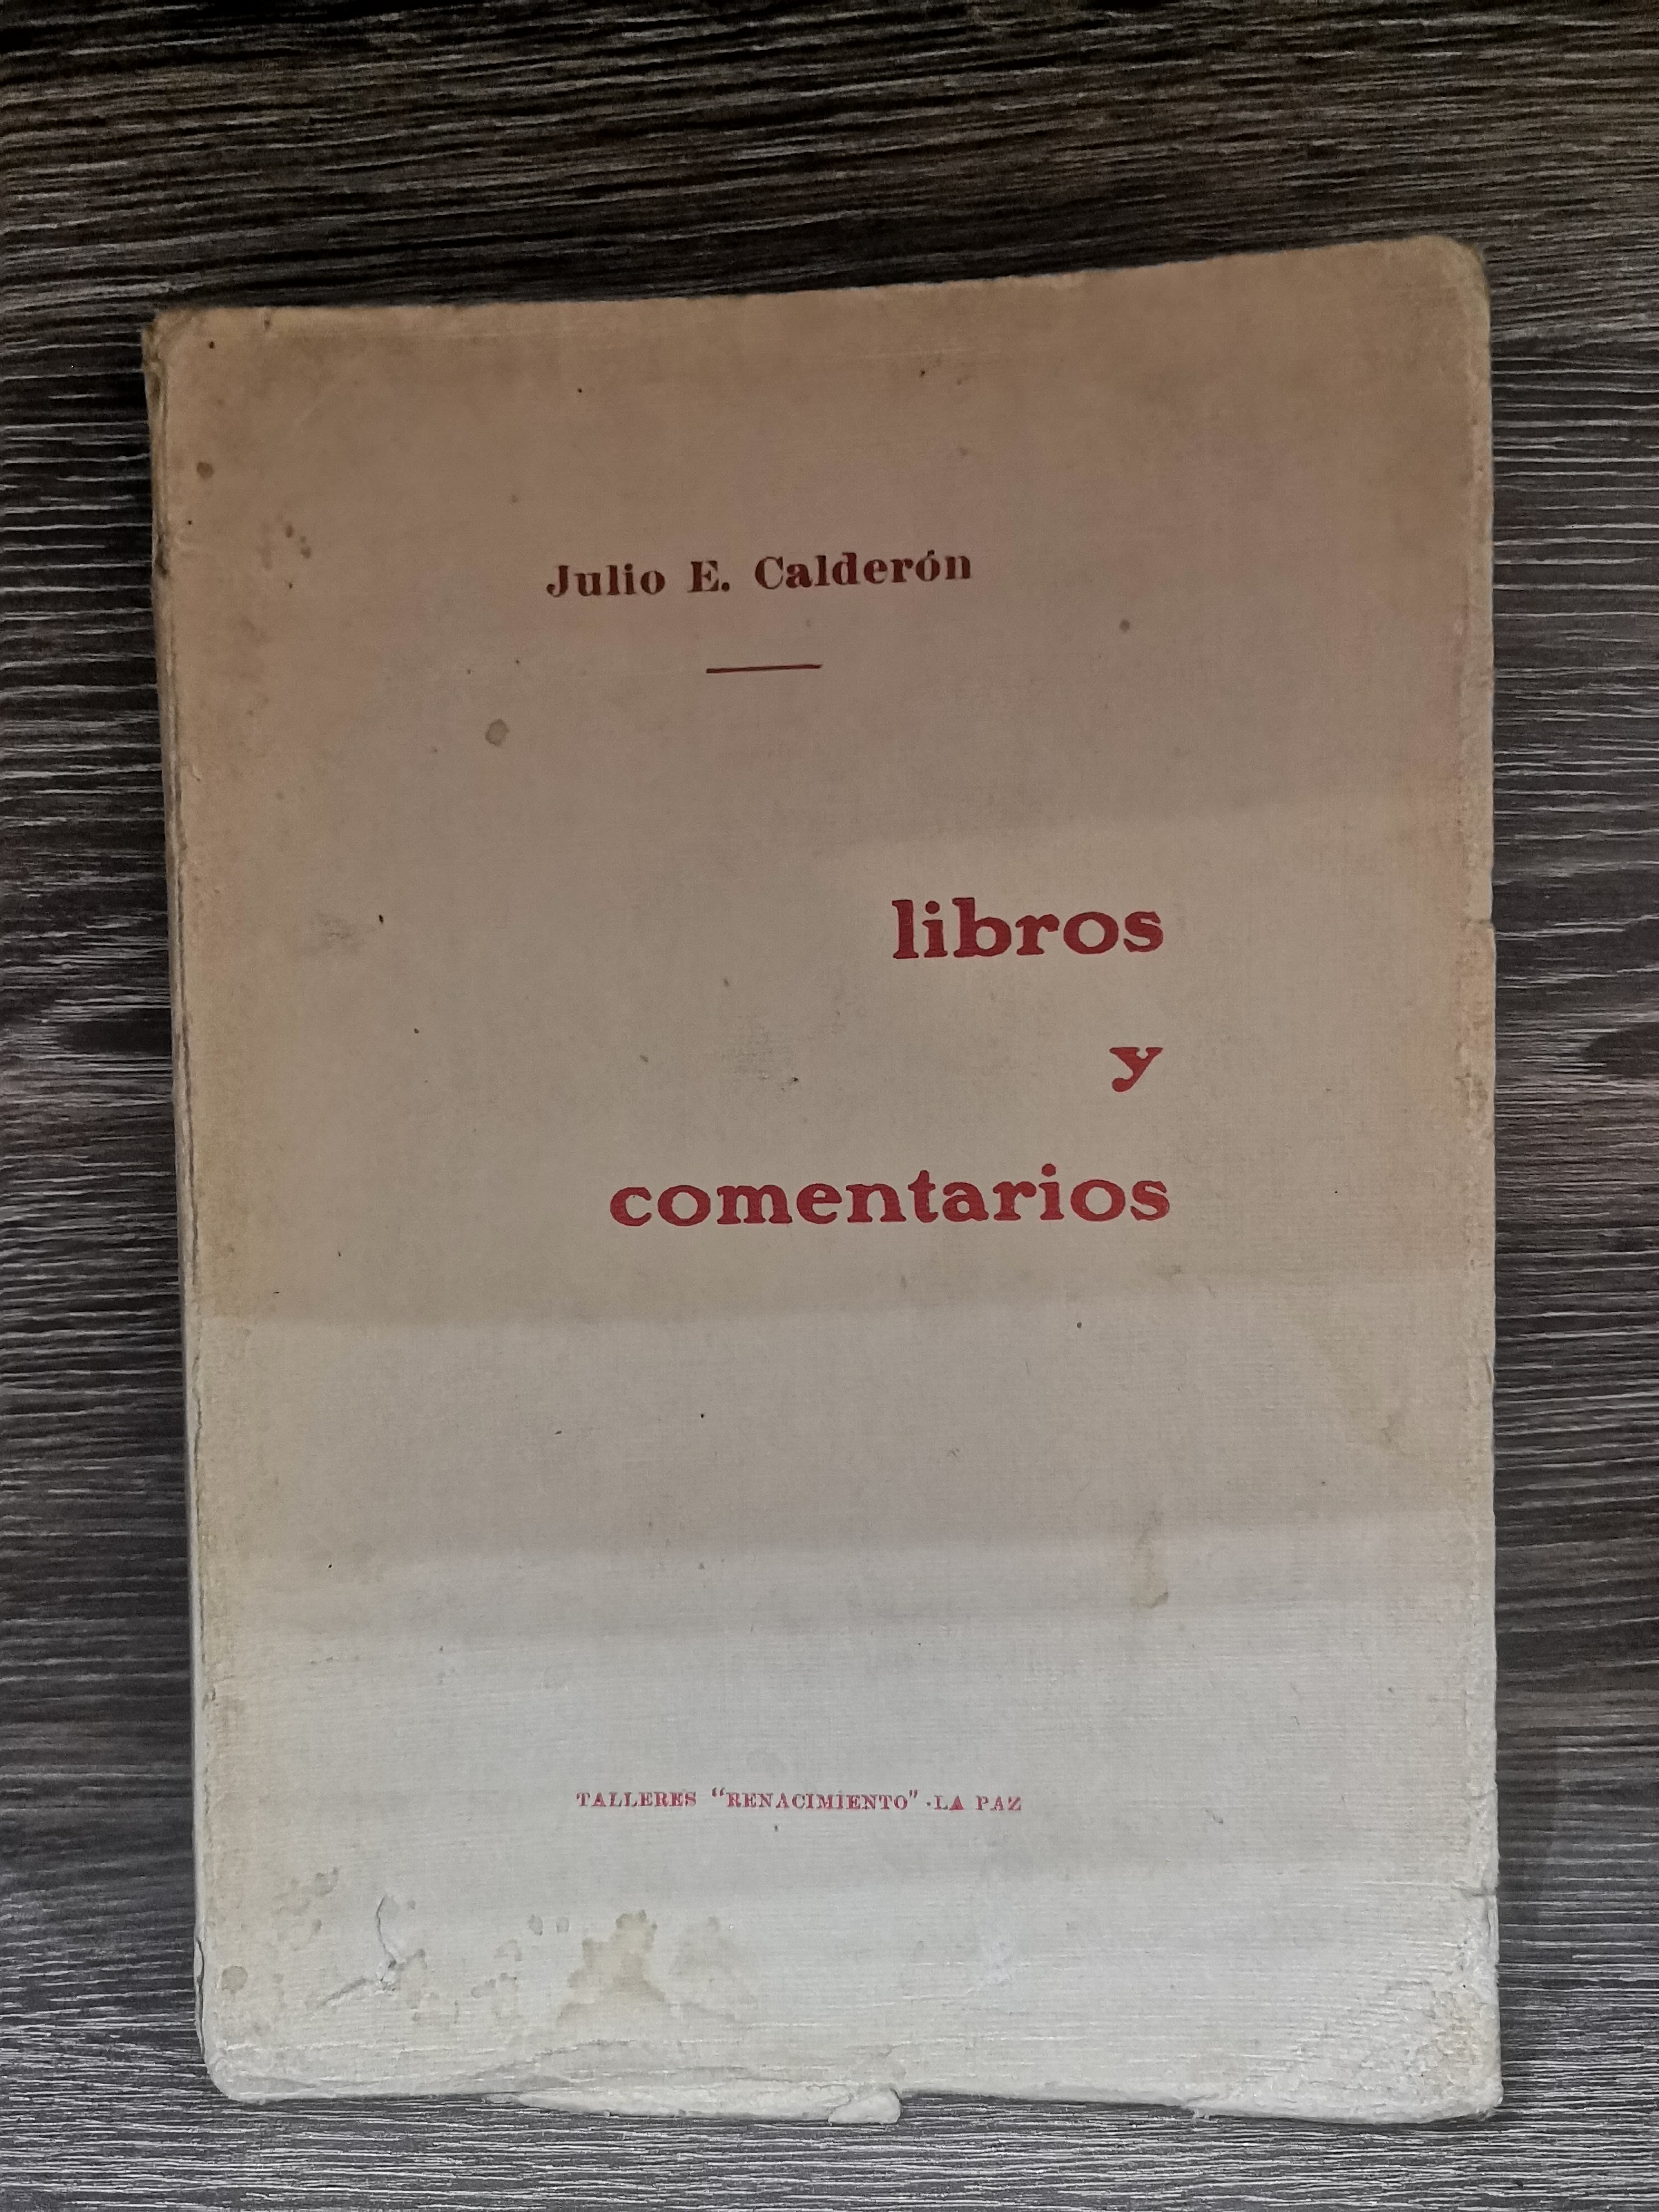 Julio E. Calderón
libros
y
comentarios
TALLERES “RENACIMIENTO” - LA PAZ